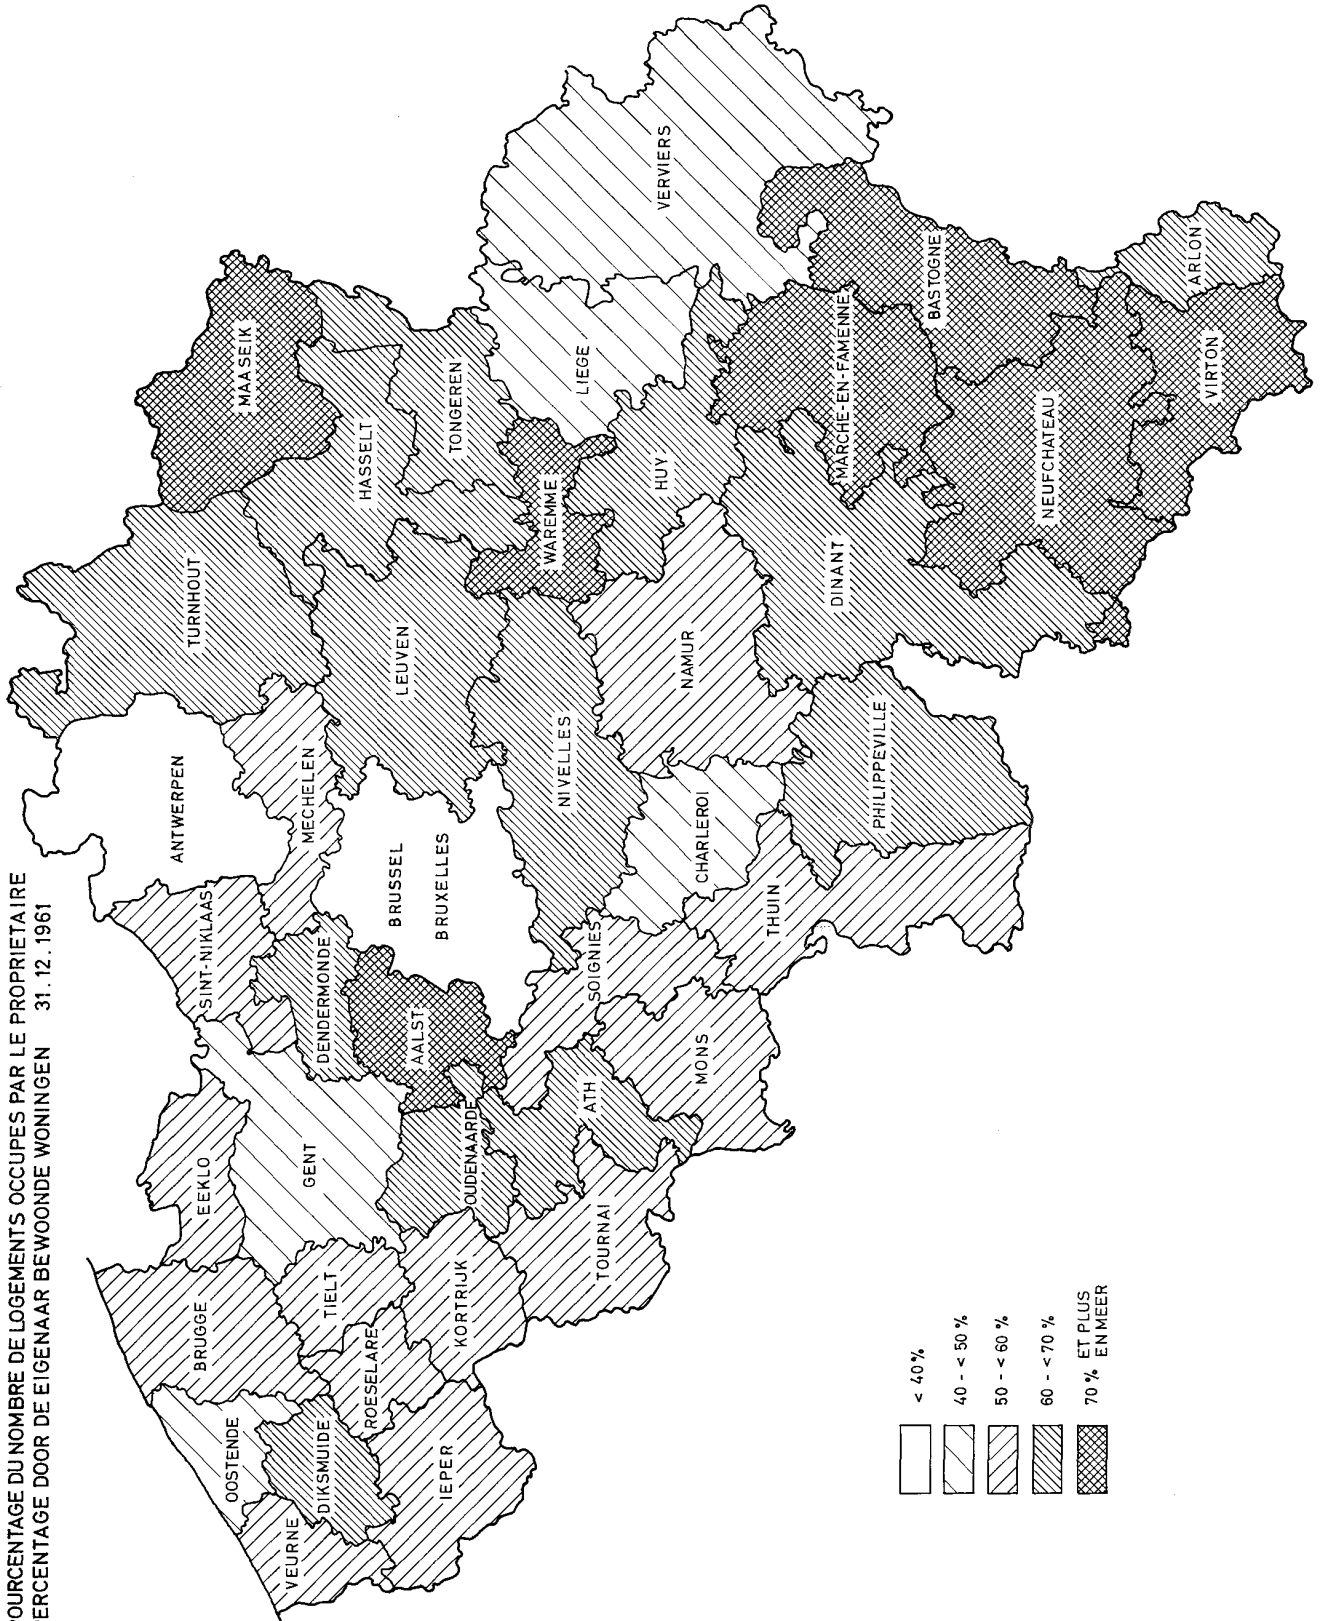 POURCENTAGE DU NOMBRE DE LOGEMENTS OCCUPES PAR LE PROPRIETAIRE
PERCENTAGE DOOR DE EIGENAAR BEWOONDE WONINGEN 31.12.1961
VEURNE
OOSTENDE
DIKSMUIDE
IEPER
BRUGGE
ROESELARE
TIELT
KORTRIJK
EEKLO
GENT
OUDENAARDE
TOURNAI
ATH
SINT-NIKLAAS
DENDERMONDE
AALST
SOIGNIES
MONS
ANTWERPEN
MECHELEN
BRUSSEL
BRUXELLES
CHARLEROI
THUIN
TURNHOUT
LEUVEN
NIVELLES
NAMUR
PHILIPPEVILLE
MAASEIK
HASSELT
TONGEREN
WAREMME
LIEGE
HUY
DINANT
VERVIERS
MARCHE-EN-FAMENNE
BASTOGNE
NEUFCHATEAU
VIRTON
ARLON
< 40 %
40 - < 50 %
50 - < 60 %
60 - < 70 %
70 % ET PLUS
EN MEER